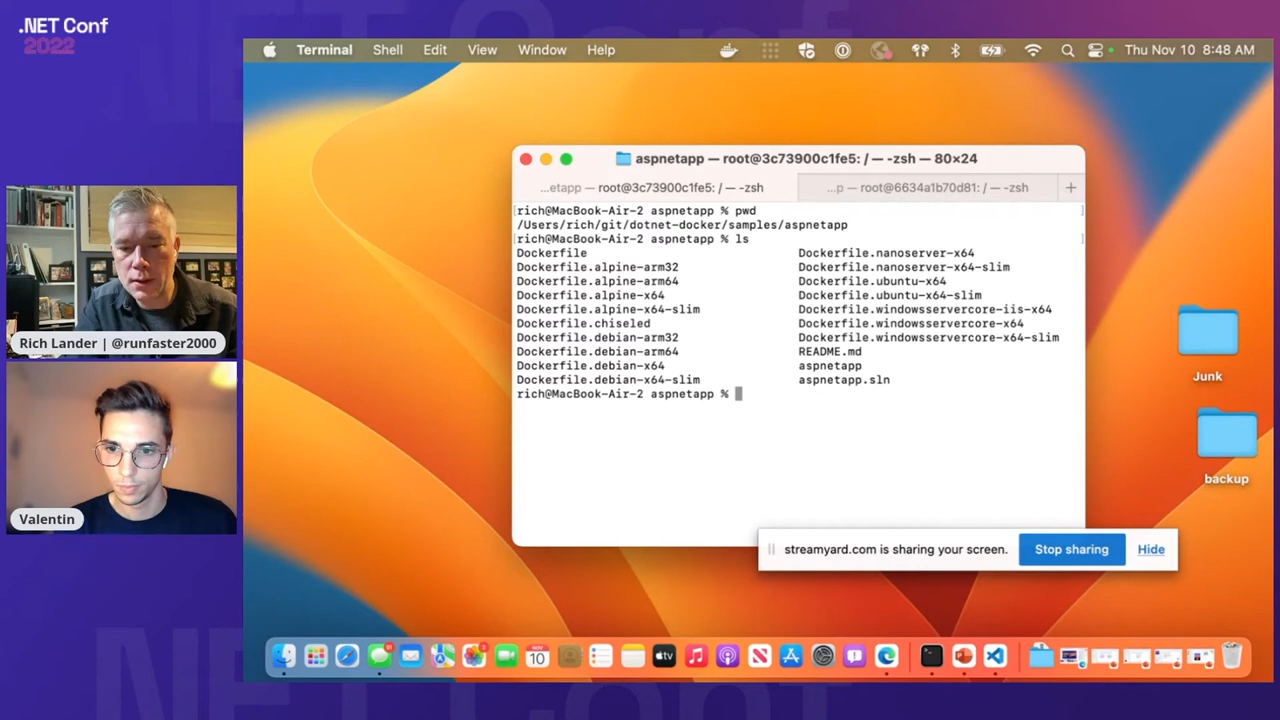 .NET Conf
2022
Terminal Shell Edit View Window Help
Thu Nov 10 8:48 AM
aspnetapp — root@3c73900c1fe5: / — -zsh — 80×24
...etapp — root@3c73900c1fe5: / — -zsh
...p — root@6634a1b70d81: / — -zsh
[rich@MacBook-Air-2 aspnetapp % pwd ]
/Users/rich/git/dotnet-docker/samples/aspnetapp
[rich@MacBook-Air-2 aspnetapp % ls ]
Dockerfile Dockerfile.nanoserver-x64
Dockerfile.alpine-arm32 Dockerfile.nanoserver-x64-slim
Dockerfile.alpine-arm64 Dockerfile.ubuntu-x64
Dockerfile.alpine-x64 Dockerfile.ubuntu-x64-slim
Dockerfile.alpine-x64-slim Dockerfile.windowsservercore-iis-x64
Dockerfile.chiseled Dockerfile.windowsservercore-x64
Dockerfile.debian-arm32 Dockerfile.windowsservercore-x64-slim
Dockerfile.debian-arm64 README.md
Dockerfile.debian-x64 aspnetapp
Dockerfile.debian-x64-slim aspnetapp.sln
rich@MacBook-Air-2 aspnetapp %
Rich Lander | @runfaster2000
Valentin
Junk
backup
streamyard.com is sharing your screen. Stop sharing Hide
NOV
10
tv
.NET Conf